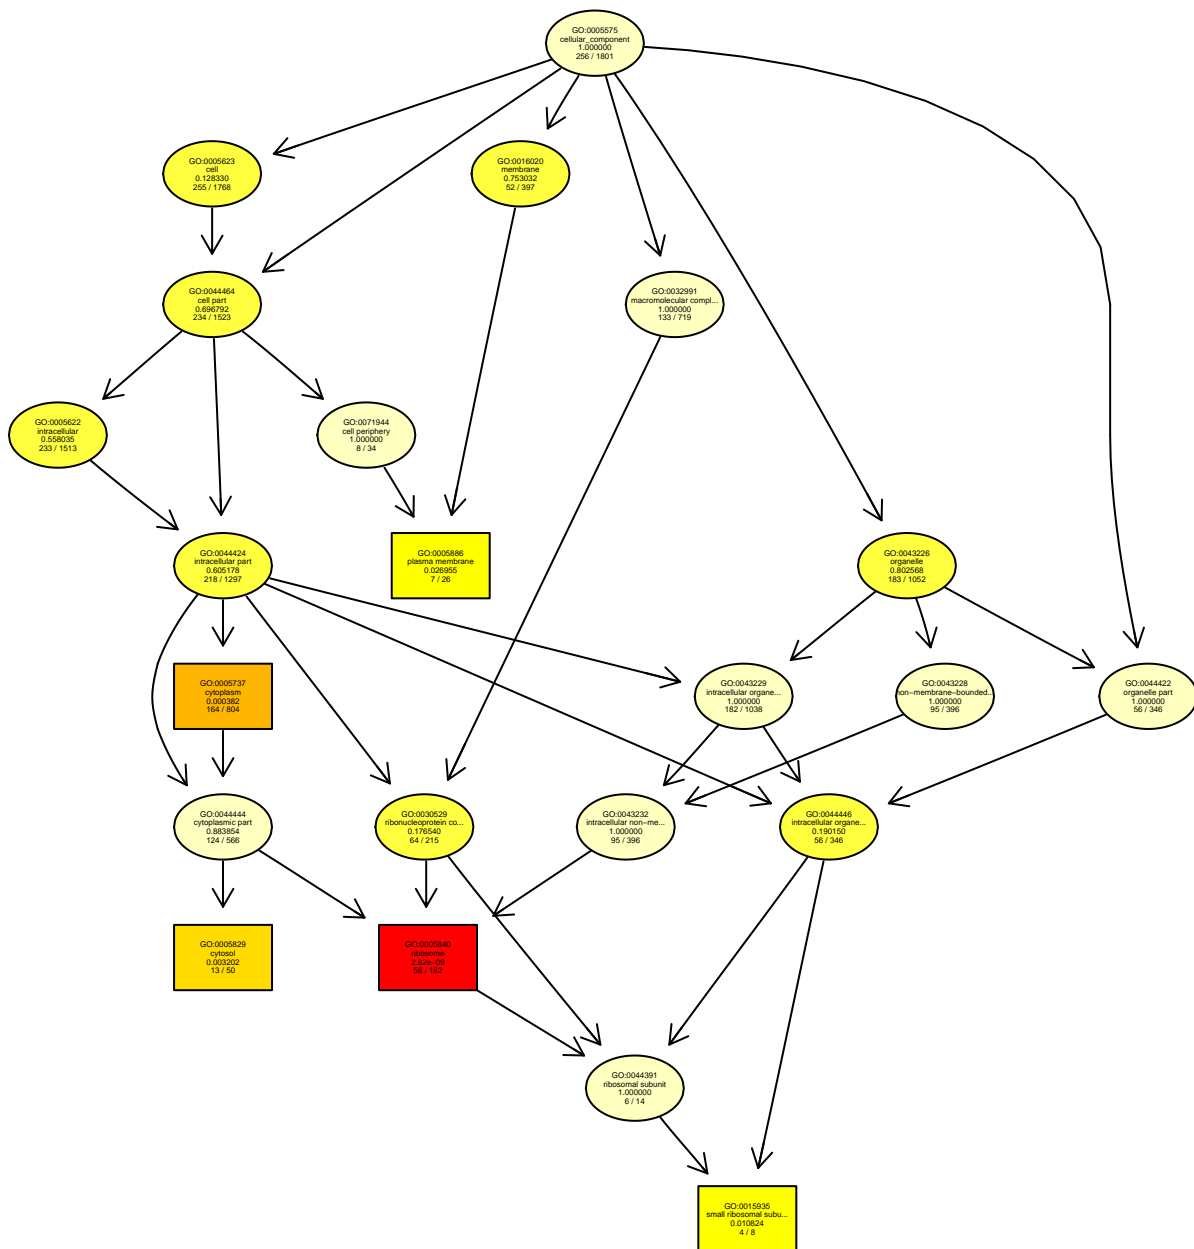 GO:0005575
cellular_component
1.000000
256 / 1801
GO:0005623
cell
0.128330
255 / 1768
GO:0016020
membrane
0.753032
52 / 397
GO:0044464
cell part
0.696792
234 / 1523
GO:0032991
macromolecular compl...
1.000000
133 / 719
GO:0005622
intracellular
0.558035
233 / 1513
GO:0071944
cell periphery
1.000000
8 / 34
GO:0044424
intracellular part
0.605178
218 / 1297
GO:0005886
plasma membrane
0.026955
7 / 26
GO:0043226
organelle
0.802568
183 / 1052
GO:0005737
cytoplasm
0.000382
164 / 804
GO:0043229
intracellular organe...
1.000000
182 / 1038
GO:0043228
non−membrane−bounded...
1.000000
95 / 396
GO:0044422
organelle part
1.000000
56 / 346
GO:0044444
cytoplasmic part
0.883854
124 / 566
GO:0030529
ribonucleoprotein co...
0.176540
64 / 215
GO:0043232
intracellular non−me...
1.000000
95 / 396
GO:0044446
intracellular organe...
0.190150
56 / 346
GO:0005829
cytosol
0.003202
13 / 50
GO:0005840
ribosome
2.62e−09
58 / 182
GO:0044391
ribosomal subunit
1.000000
6 / 14
GO:0015935
small ribosomal subu...
0.010824
4 / 8